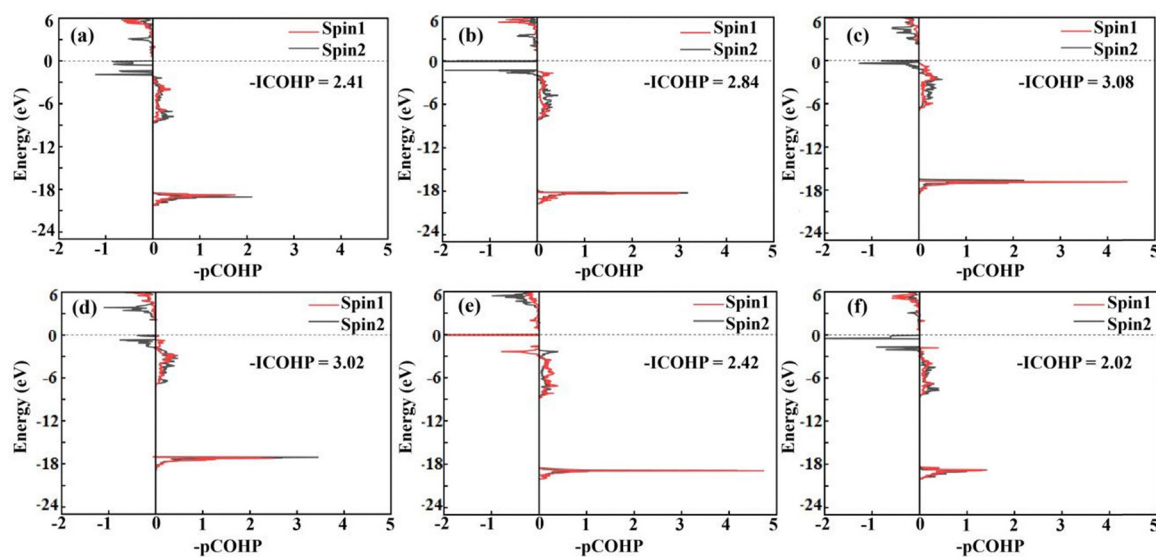 (a) Spin1
Spin2
-ICOHP = 2.41
Energy (eV)
6
0
-6
-12
-18
-24
-2 -1 0 1 2 3 4 5
-pCOHP
(b) Spin1
Spin2
-ICOHP = 2.84
Energy (eV)
6
0
-6
-12
-18
-24
-2 -1 0 1 2 3 4 5
-pCOHP
(c) Spin1
Spin2
-ICOHP = 3.08
Energy (eV)
6
0
-6
-12
-18
-24
-2 -1 0 1 2 3 4 5
-pCOHP
(d) Spin1
Spin2
-ICOHP = 3.02
Energy (eV)
6
0
-6
-12
-18
-24
-2 -1 0 1 2 3 4 5
-pCOHP
(e) Spin1
Spin2
-ICOHP = 2.42
Energy (eV)
6
0
-6
-12
-18
-24
-2 -1 0 1 2 3 4 5
-pCOHP
(f) Spin1
Spin2
-ICOHP = 2.02
Energy (eV)
6
0
-6
-12
-18
-24
-2 -1 0 1 2 3 4 5
-pCOHP